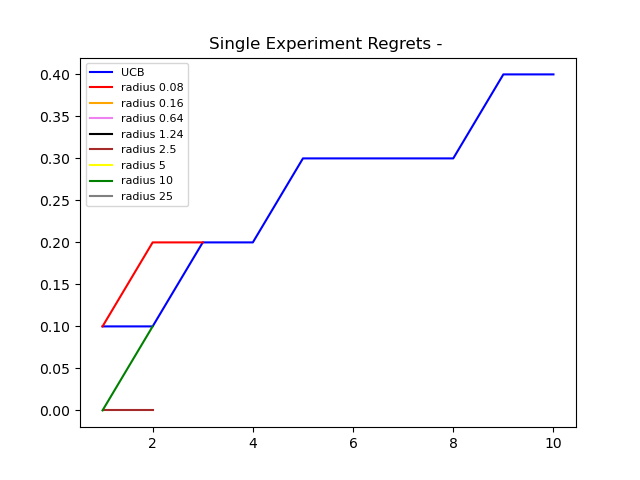 Single Experiment Regrets -
0.40
0.35
0.30
0.25
0.20
0.15
0.10
0.05
0.00
UCB
radius 0.08
radius 0.16
radius 0.64
radius 1.24
radius 2.5
radius 5
radius 10
radius 25
2
4
6
8
10